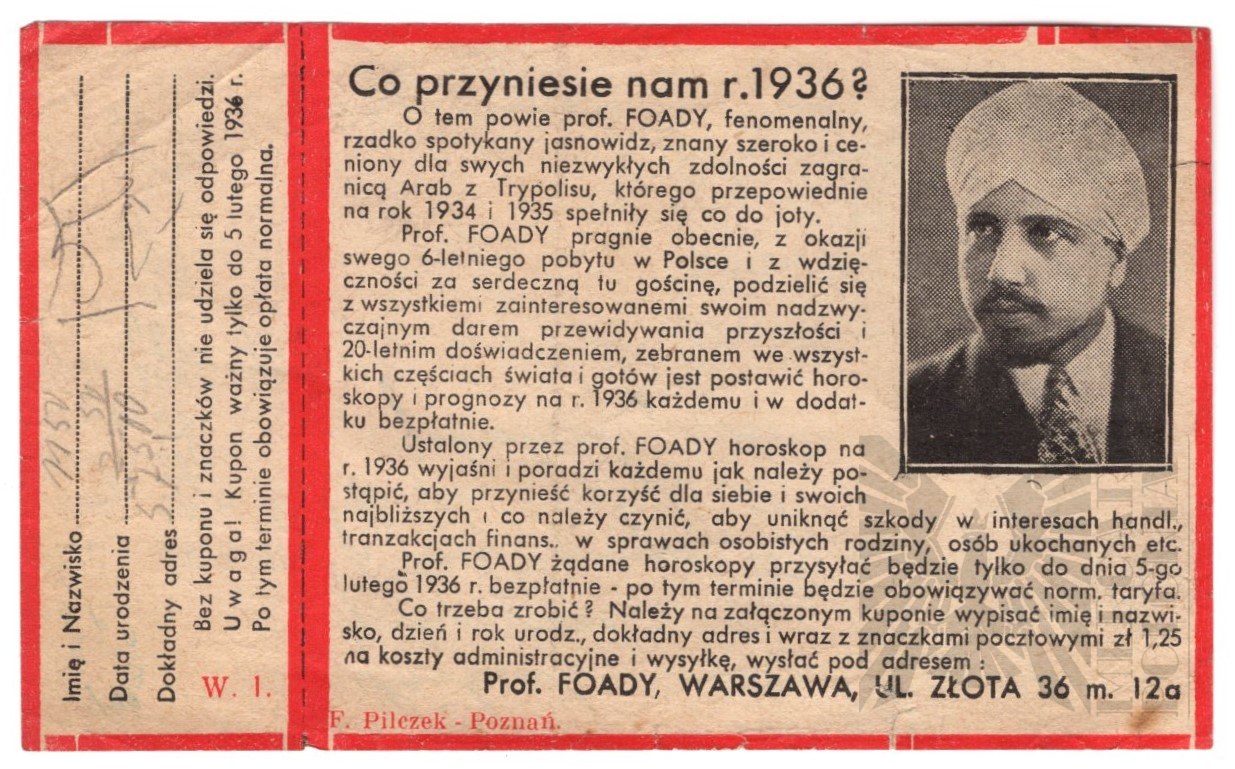 Imię i Nazwisko
Data urodzenia
Dokładny adres
Bez kuponu i znaczków nie udziela się odpowiedzi.
Uwaga! Kupon ważny tylko do 5 lutego 1936 r.
Po tym terminie obowiązuje opłata normalna.
W. 1.
Co przyniesie nam r.1936?
O tem powie prof. FOADY, fenomenalny,
rzadko spotykany jasnowidz, znany szeroko i ce-
niony dla swych niezwykłych zdolności zagra-
nicą Arab z Trypolisu, którego przepowiednie
na rok 1934 i 1935 spełniły się co do joty.
Prof. FOADY pragnie obecnie, z okazji
swego 6-letniego pobytu w Polsce i z wdzię-
czności za serdeczną tu gościnę, podzielić się
z wszystkiemi zainteresowanemi swoim nadzwy-
czajnym darem przewidywania przyszłości i
20-letnim doświadczeniem, zebranem we wszyst-
kich częściach świata i gotów jest postawić horo-
skopy i prognozy na r. 1936 każdemu i w dodat-
ku bezpłatnie.
Ustalony przez prof. FOADY horoskop na
r. 1936 wyjaśni i poradzi każdemu jak należy po-
stąpić, aby przynieść korzyść dla siebie i swoich
najbliższych i co należy czynić, aby uniknąć szkody w interesach handl.,
tranzakcjach finans.. w sprawach osobistych rodziny, osób ukochanych etc.
Prof. FOADY żądane horoskopy przysyłać będzie tylko do dnia 5-go
lutego 1936 r. bezpłatnie - po tym terminie będzie obowiązywać norm. taryfa.
Co trzeba zrobić? Należy na załączonym kuponie wypisać imię i nazwi-
sko, dzień i rok urodz., dokładny adres i wraz z znaczkami pocztowymi zł 1,25
na koszty administracyjne i wysyłkę, wysłać pod adresem :
Prof. FOADY, WARSZAWA, UL. ZŁOTA 36 m. 12a
F. Pilczek - Poznań.